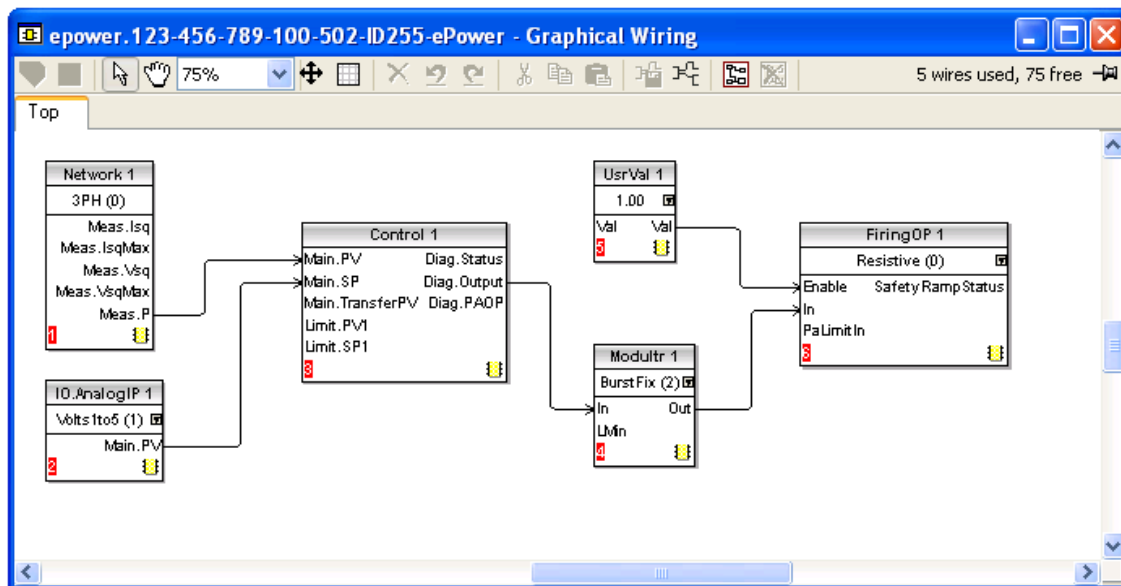 epower.123-456-789-100-502-ID255-ePower - Graphical Wiring
75%
5 wires used, 75 free
Top
Network 1
3PH (0)
Meas.Isq
Meas.IsqMax
Meas.Vsq
Meas.VsqMax
Meas.P
1
IO.AnalogIP 1
Volts1to5 (1)
Main.PV
2
Control 1
Main.PV Diag.Status
Main.SP Diag.Output
Main.TransferPV Diag.PAOP
Limit.PV1
Limit.SP1
3
UsrVal 1
1.00
Val Val
5
Modultr 1
BurstFix (2)
In Out
LMin
4
FiringOP 1
Resistive (0)
Enable SafetyRampStatus
In
PaLimitIn